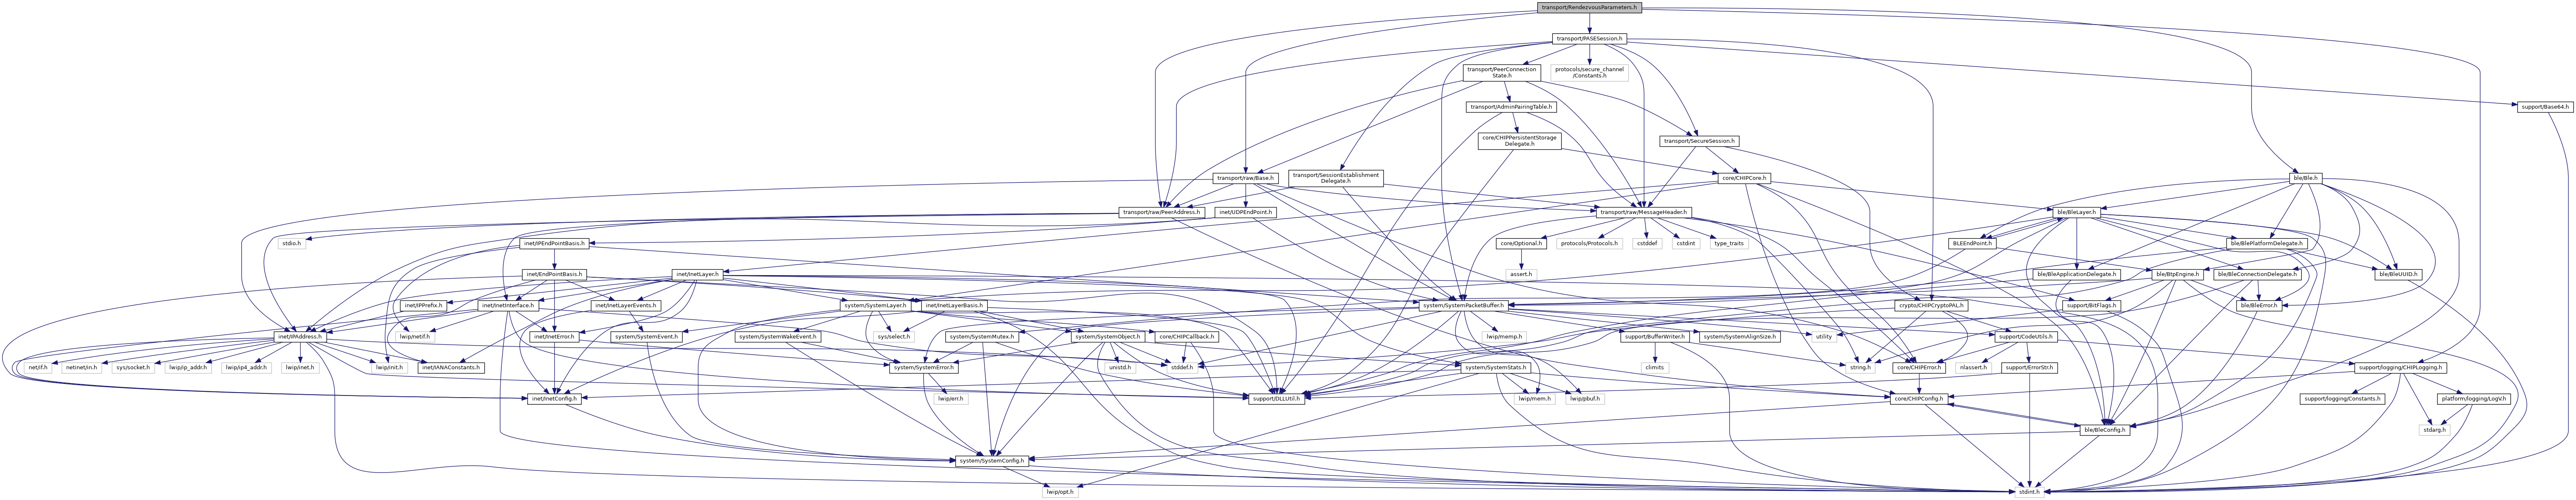 transport/RendezvousParameters.h
transport/PASESession.h
transport/PeerConnection
State.h
protocols/secure_channel
/Constants.h
transport/AdminPairingTable.h
support/Base64.h
core/CHIPPersistentStorage
Delegate.h
transport/SecureSession.h
transport/raw/Base.h
transport/SessionEstablishment
Delegate.h
core/CHIPCore.h
ble/Ble.h
transport/raw/PeerAddress.h
inet/UDPEndPoint.h
transport/raw/MessageHeader.h
ble/BleLayer.h
stdio.h
inet/IPEndPointBasis.h
core/Optional.h
protocols/Protocols.h
cstddef
cstdint
type_traits
BLEEndPoint.h
ble/BlePlatformDelegate.h
inet/EndPointBasis.h
inet/InetLayer.h
assert.h
ble/BleApplicationDelegate.h
ble/BtpEngine.h
ble/BleConnectionDelegate.h
ble/BleUUID.h
inet/IPPrefix.h
inet/InetInterface.h
inet/InetLayerEvents.h
system/SystemLayer.h
inet/InetLayerBasis.h
system/SystemPacketBuffer.h
crypto/CHIPCryptoPAL.h
support/BitFlags.h
ble/BleError.h
inet/IPAddress.h
lwip/netif.h
inet/InetError.h
system/SystemEvent.h
system/SystemWakeEvent.h
sys/select.h
system/SystemMutex.h
system/SystemObject.h
core/CHIPCallback.h
lwip/memp.h
support/BufferWriter.h
system/SystemAlignSize.h
utility
support/CodeUtils.h
net/if.h
netinet/in.h
sys/socket.h
lwip/ip_addr.h
lwip/ip4_addr.h
lwip/inet.h
lwip/init.h
inet/IANAConstants.h
system/SystemError.h
unistd.h
stddef.h
system/SystemStats.h
climits
string.h
core/CHIPError.h
nlassert.h
support/ErrorStr.h
support/logging/CHIPLogging.h
inet/InetConfig.h
lwip/err.h
support/DLLUtil.h
lwip/mem.h
lwip/pbuf.h
core/CHIPConfig.h
support/logging/Constants.h
platform/logging/LogV.h
ble/BleConfig.h
stdarg.h
system/SystemConfig.h
lwip/opt.h
stdint.h